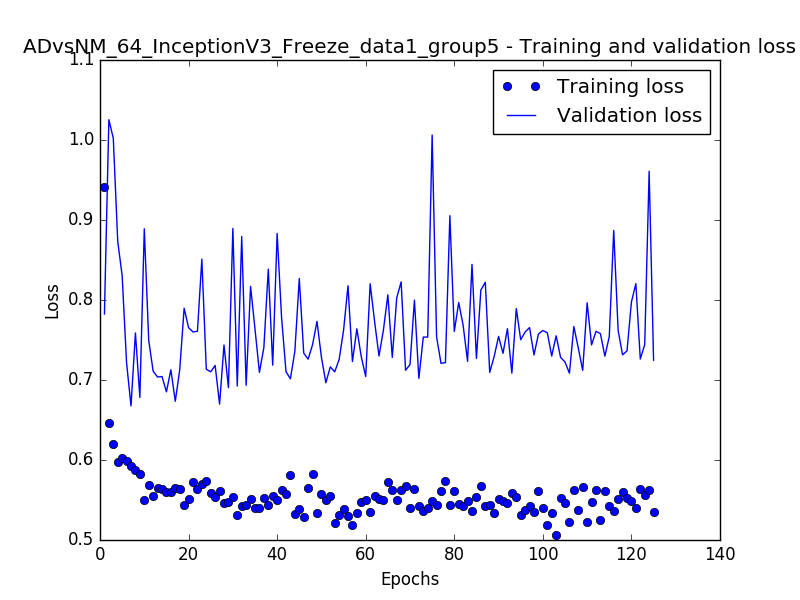 ADvsNM_64_InceptionV3_Freeze_data1_group5 - Training and validation loss
1.1
Training loss
Validation loss
1.0
0.9
0.8
Loss
0.7
0.6
0.5
0 20 40 60 80 100 120 140
Epochs